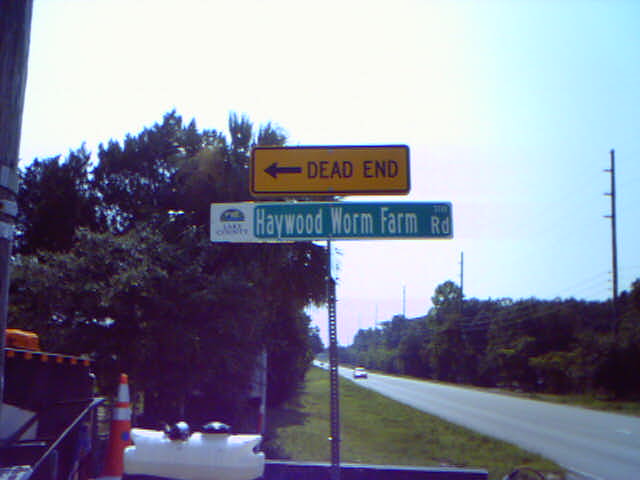 DEAD END
Haywood Worm Farm Rd
LAKE
COUNTY